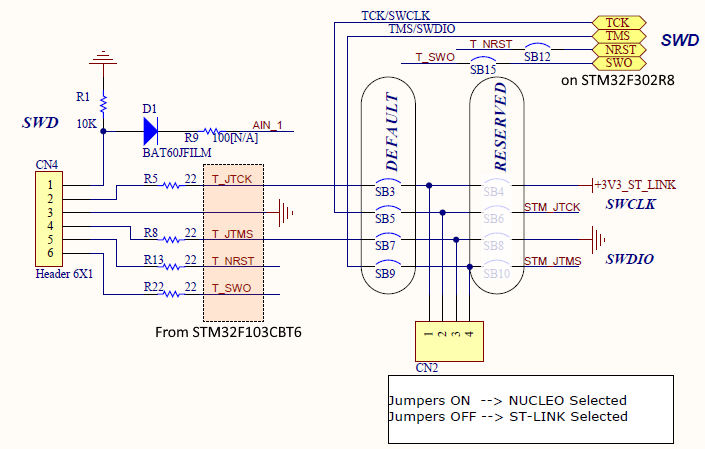 TCK/SWCLK
TMS/SWDIO
TCK
TMS
T_NRST
NRST
SWD
T_SWO
SWO
SB12
SB15
on STM32F302R8
R1
10K
SWD
D1
BAT60JFILM
R9
100[N/A]
AIN_1
DEFAULT
RESERVED
CN4
1
2
3
4
5
6
Header 6X1
R5 22 T_JTCK
SB3
SB4
+3V3_ST_LINK
SB5
SB6
STM_JTCK
SWCLK
R8 22 T_JTMS
SB7
SB8
SWDIO
R13 22 T_NRST
SB9
SB10
STM_JTMS
R22 22 T_SWO
From STM32F103CBT6
1 2 3 4
CN2
Jumpers ON --> NUCLEO Selected
Jumpers OFF --> ST-LINK Selected